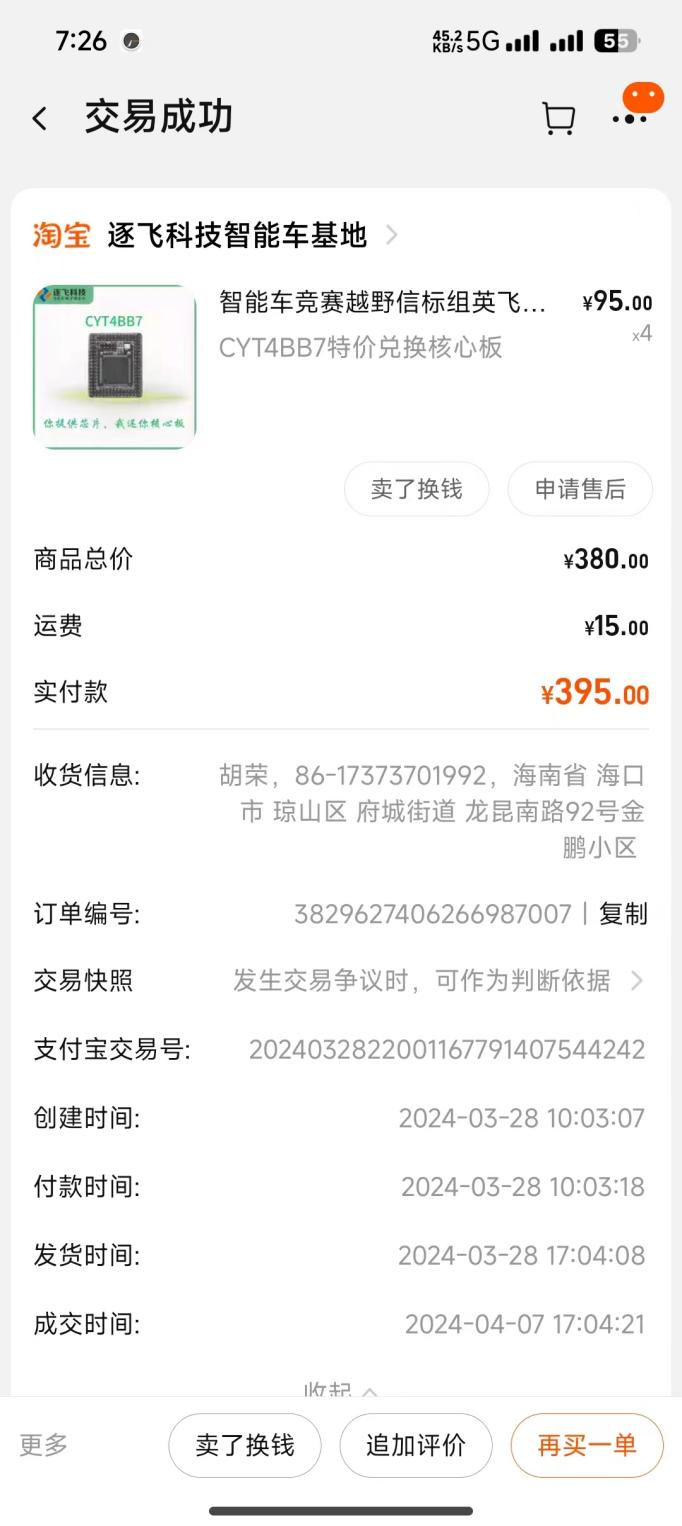 7:26
45.2 KB/s 5G 55
交易成功
淘宝 逐飞科技智能车基地
逐飞科技
CYT4BB7
你提供芯片，我送你核心板
智能车竞赛越野信标组英飞... ¥95.00
CYT4BB7特价兑换核心板 x4
卖了换钱 申请售后
商品总价 ¥380.00
运费 ¥15.00
实付款 ¥395.00
收货信息: 胡荣，86-17373701992，海南省 海口
市 琼山区 府城街道 龙昆南路92号金
鹏小区
订单编号: 3829627406266987007 | 复制
交易快照 发生交易争议时，可作为判断依据
支付宝交易号: 2024032822001167791407544242
创建时间: 2024-03-28 10:03:07
付款时间: 2024-03-28 10:03:18
发货时间: 2024-03-28 17:04:08
成交时间: 2024-04-07 17:04:21
收起
更多 卖了换钱 追加评价 再买一单